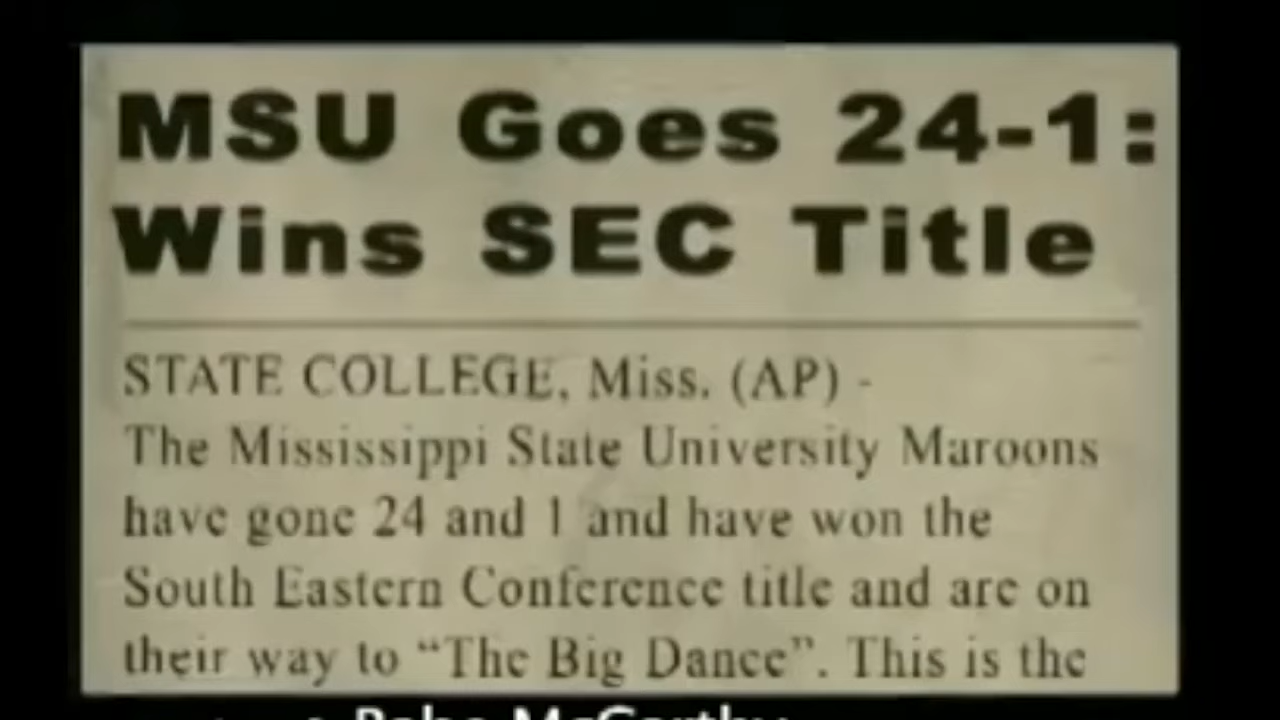 MSU Goes 24-1:
Wins SEC Title
STATE COLLEGE, Miss. (AP) -
The Mississippi State University Maroons
have gone 24 and 1 and have won the
South Eastern Conference title and are on
their way to “The Big Dance”. This is the
Babe McCarthy